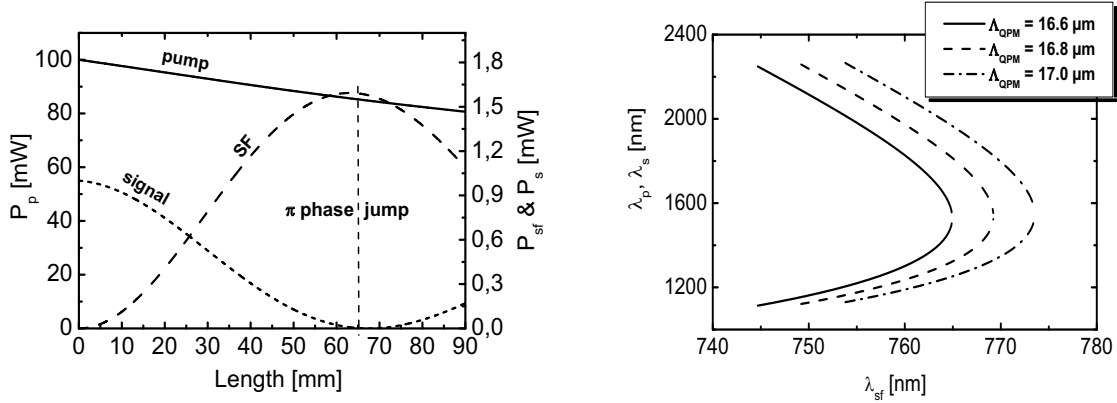 pump
SF
signal
π phase jump
100
80
60
40
20
0
1,8
1,5
1,2
0,9
0,6
0,3
0,0
0 10 20 30 40 50 60 70 80 90
Length [mm]
P_p [mW]
P_sf & P_s [mW]
Λ_QPM = 16.6 µm
Λ_QPM = 16.8 µm
Λ_QPM = 17.0 µm
2400
2000
1600
1200
740 750 760 770 780
λ_sf [nm]
λ_p, λ_s [nm]